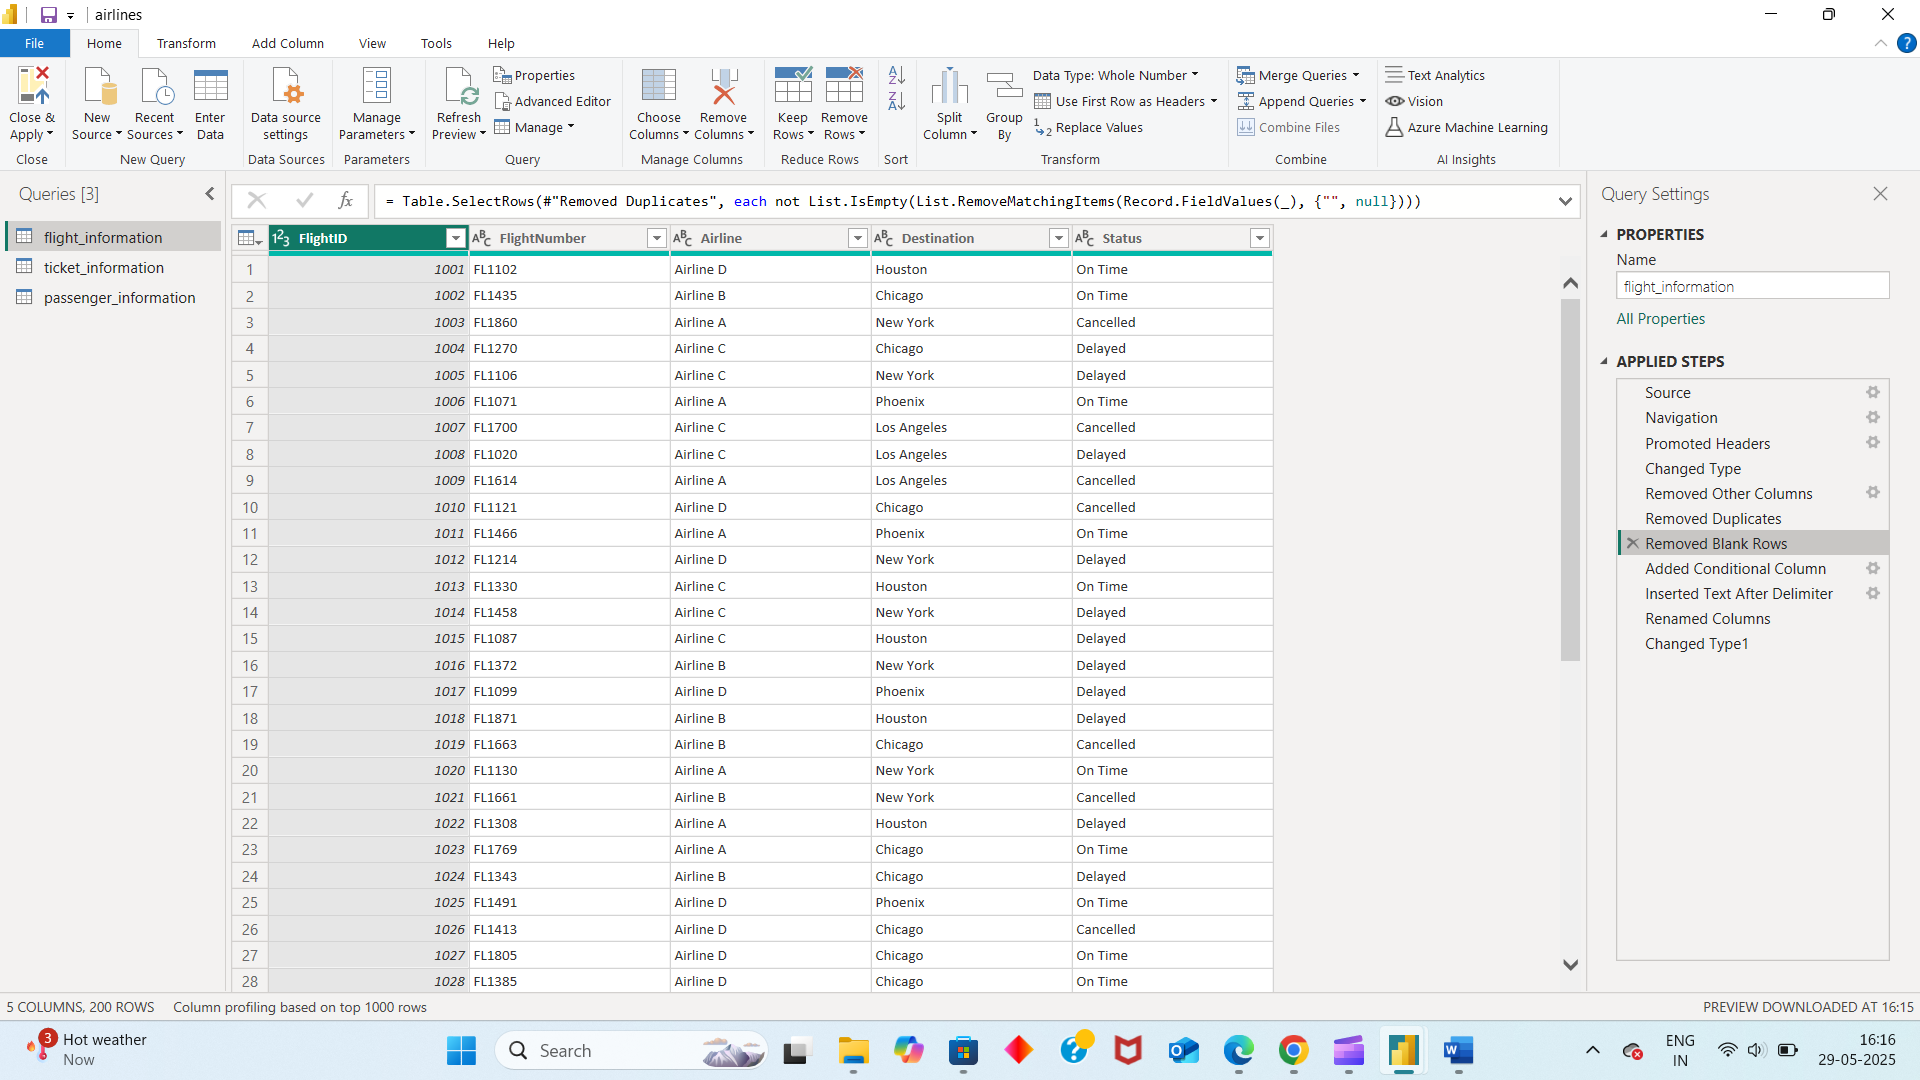 airlines
File Home Transform Add Column View Tools Help
Close & Apply
New Source
Recent Sources
Enter Data
Data source settings
Manage Parameters
Refresh Preview
Properties
Advanced Editor
Manage
Choose Columns
Remove Columns
Keep Rows
Remove Rows
Split Column
Group By
Data Type: Whole Number
Use First Row as Headers
Replace Values
Merge Queries
Append Queries
Combine Files
Text Analytics
Vision
Azure Machine Learning
Close New Query Data Sources Parameters Query Manage Columns Reduce Rows Sort Transform Combine AI Insights
Queries [3]
flight_information
ticket_information
passenger_information
fx = Table.SelectRows(#"Removed Duplicates", each not List.IsEmpty(List.RemoveMatchingItems(Record.FieldValues(_), {"", null})))
FlightID FlightNumber Airline Destination Status
1 1001 FL1102 Airline D Houston On Time
2 1002 FL1435 Airline B Chicago On Time
3 1003 FL1860 Airline A New York Cancelled
4 1004 FL1270 Airline C Chicago Delayed
5 1005 FL1106 Airline C New York Delayed
6 1006 FL1071 Airline A Phoenix On Time
7 1007 FL1700 Airline C Los Angeles Cancelled
8 1008 FL1020 Airline C Los Angeles Delayed
9 1009 FL1614 Airline A Los Angeles Cancelled
10 1010 FL1121 Airline D Chicago Cancelled
11 1011 FL1466 Airline A Phoenix On Time
12 1012 FL1214 Airline D New York Delayed
13 1013 FL1330 Airline C Houston On Time
14 1014 FL1458 Airline C New York Delayed
15 1015 FL1087 Airline C Houston Delayed
16 1016 FL1372 Airline B New York Delayed
17 1017 FL1099 Airline D Phoenix Delayed
18 1018 FL1871 Airline B Houston Delayed
19 1019 FL1663 Airline B Chicago Cancelled
20 1020 FL1130 Airline A New York On Time
21 1021 FL1661 Airline B New York Cancelled
22 1022 FL1308 Airline A Houston Delayed
23 1023 FL1769 Airline A Chicago On Time
24 1024 FL1343 Airline B Chicago Delayed
25 1025 FL1491 Airline D Phoenix On Time
26 1026 FL1413 Airline D Chicago Cancelled
27 1027 FL1805 Airline D Chicago On Time
28 1028 FL1385 Airline D Chicago On Time
Query Settings
PROPERTIES
Name
flight_information
All Properties
APPLIED STEPS
Source
Navigation
Promoted Headers
Changed Type
Removed Other Columns
Removed Duplicates
Removed Blank Rows
Added Conditional Column
Inserted Text After Delimiter
Renamed Columns
Changed Type1
5 COLUMNS, 200 ROWS Column profiling based on top 1000 rows
PREVIEW DOWNLOADED AT 16:15
3
Hot weather
Now
Search
ENG
IN
16:16
29-05-2025